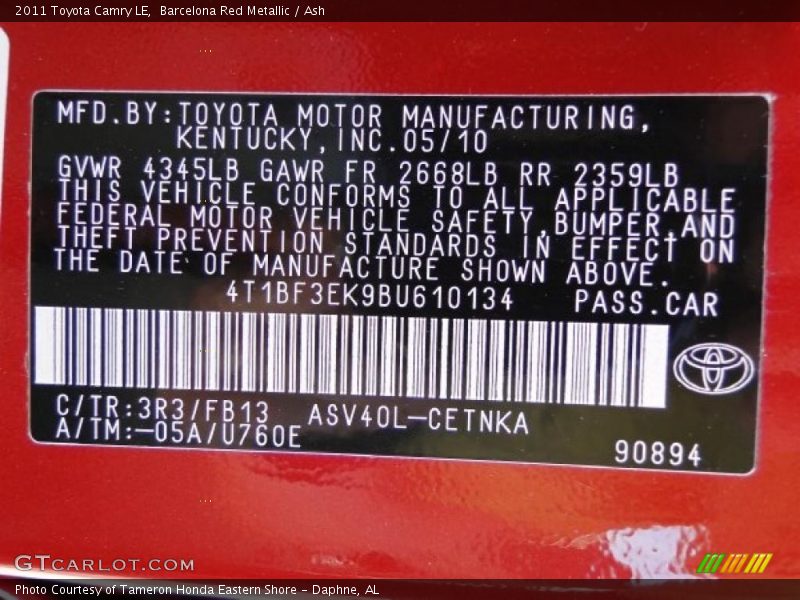 2011 Toyota Camry LE,  Barcelona Red Metallic / Ash
MFD.BY:TOYOTA MOTOR MANUFACTURING,
KENTUCKY,INC.05/10
GVWR 4345LB GAWR FR 2668LB RR 2359LB
THIS VEHICLE CONFORMS TO ALL APPLICABLE
FEDERAL MOTOR VEHICLE SAFETY,BUMPER,AND
THEFT PREVENTION STANDARDS IN EFFECT ON
THE DATE OF MANUFACTURE SHOWN ABOVE.
4T1BF3EK9BU610134 PASS.CAR
C/TR:3R3/FB13 ASV40L-CETNKA
A/TM:-05A/U760E
90894
GTCARLOT.COM
Photo Courtesy of Tameron Honda Eastern Shore - Daphne, AL